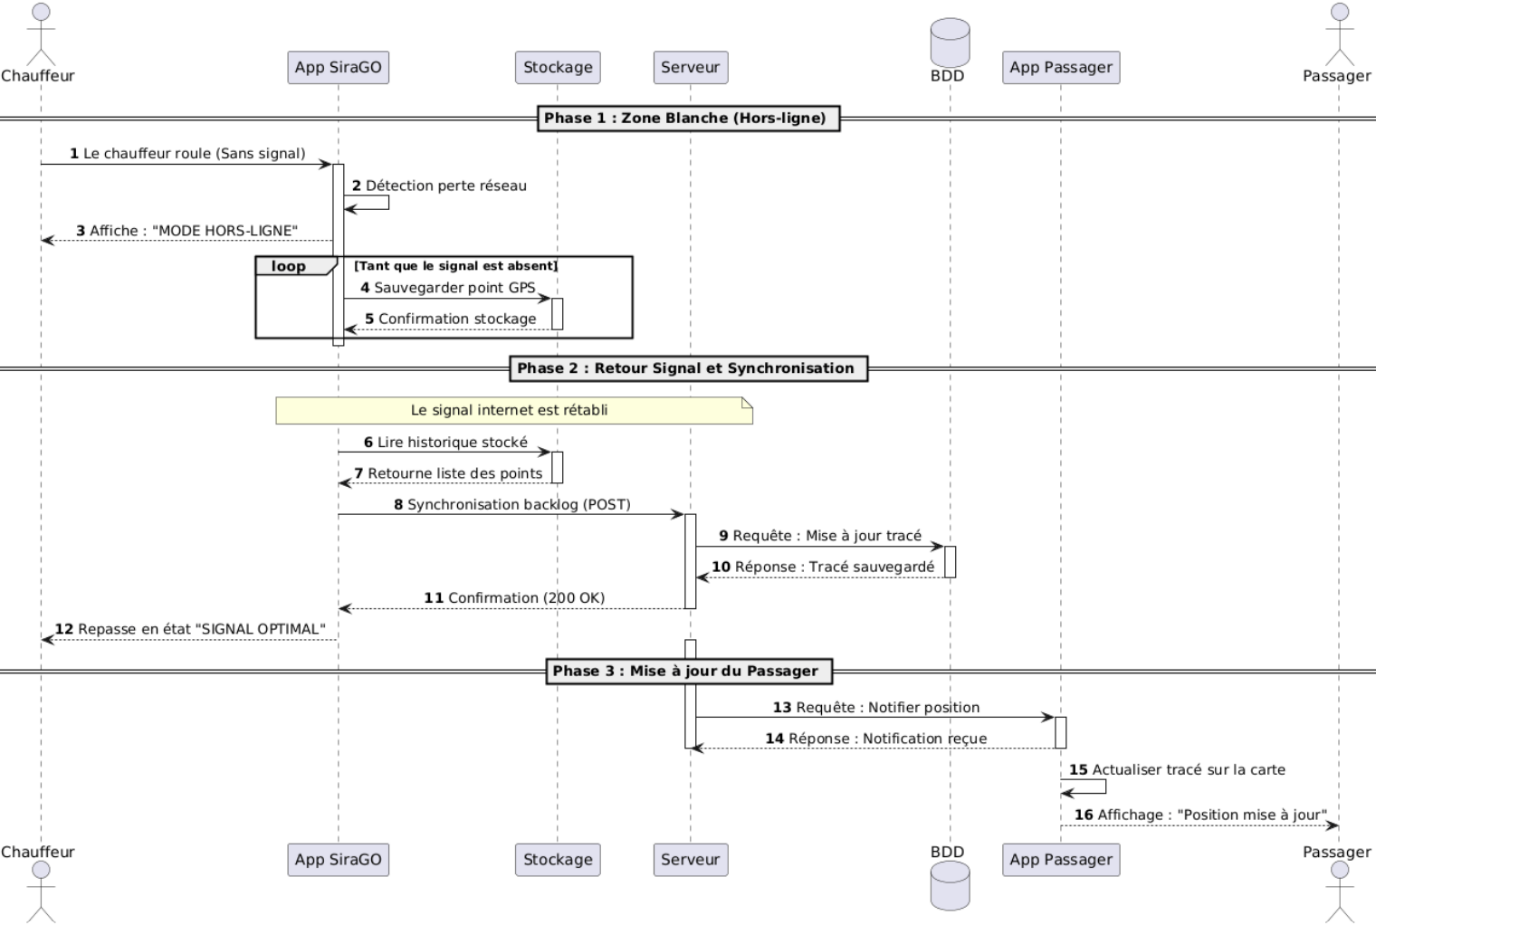 Chauffeur
App SiraGO
Stockage
Serveur
BDD
App Passager
Passager
Phase 1 : Zone Blanche (Hors-ligne)
1 Le chauffeur roule (Sans signal)
2 Détection perte réseau
3 Affiche : "MODE HORS-LIGNE"
loop [Tant que le signal est absent]
4 Sauvegarder point GPS
5 Confirmation stockage
Phase 2 : Retour Signal et Synchronisation
Le signal internet est rétabli
6 Lire historique stocké
7 Retourne liste des points
8 Synchronisation backlog (POST)
9 Requête : Mise à jour tracé
10 Réponse : Tracé sauvegardé
11 Confirmation (200 OK)
12 Repasse en état "SIGNAL OPTIMAL"
Phase 3 : Mise à jour du Passager
13 Requête : Notifier position
14 Réponse : Notification reçue
15 Actualiser tracé sur la carte
16 Affichage : "Position mise à jour"
Chauffeur
App SiraGO
Stockage
Serveur
BDD
App Passager
Passager